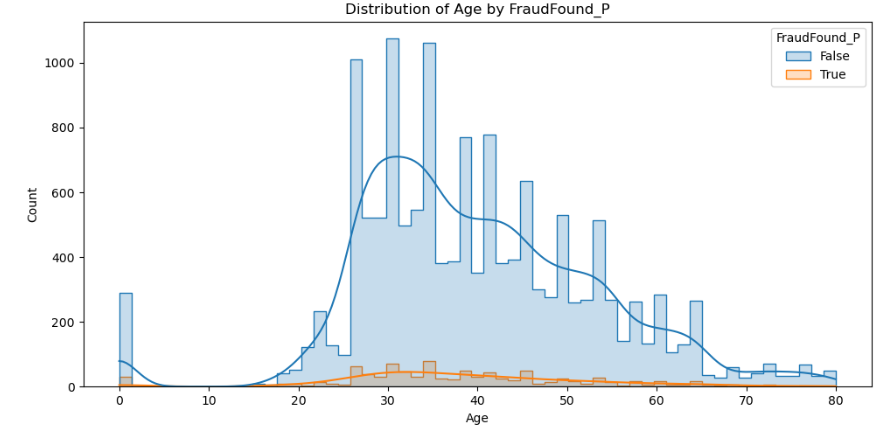 Distribution of Age by FraudFound_P
FraudFound_P
False
True
1000
800
600
400
200
0
Count
0 10 20 30 40 50 60 70 80
Age